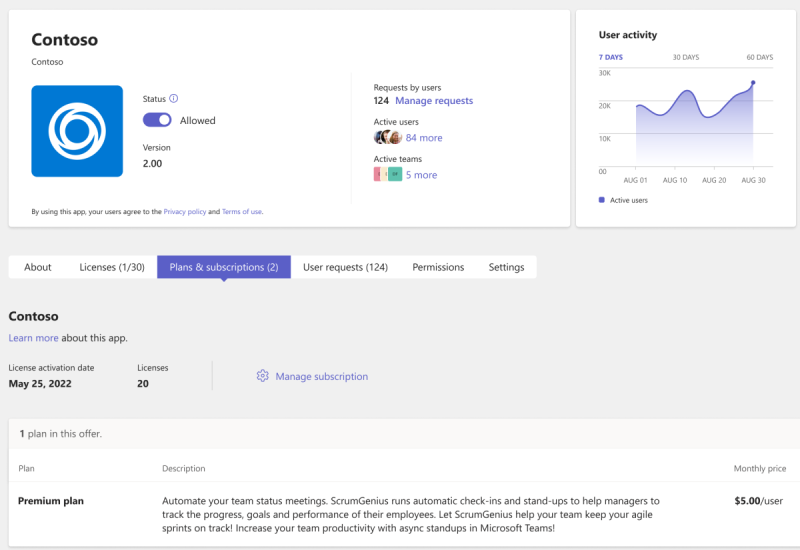 Contoso
Contoso
Status
Allowed
Version
2.00
Requests by users
124 Manage requests
Active users
84 more
Active teams
5 more
By using this app, your users agree to the Privacy policy and Terms of use.
User activity
7 DAYS 30 DAYS 60 DAYS
30K
20K
10K
00
AUG 01 AUG 10 AUG 20 AUG 30
Active users
About Licenses (1/30) Plans & subscriptions (2) User requests (124) Permissions Settings
Contoso
Learn more about this app.
License activation date Licenses
May 25, 2022 20
Manage subscription
1 plan in this offer.
Plan Description Monthly price
Premium plan Automate your team status meetings. ScrumGenius runs automatic check-ins and stand-ups to help managers to $5.00/user
track the progress, goals and performance of their employees. Let ScrumGenius help your team keep your agile
sprints on track! Increase your team productivity with async standups in Microsoft Teams!